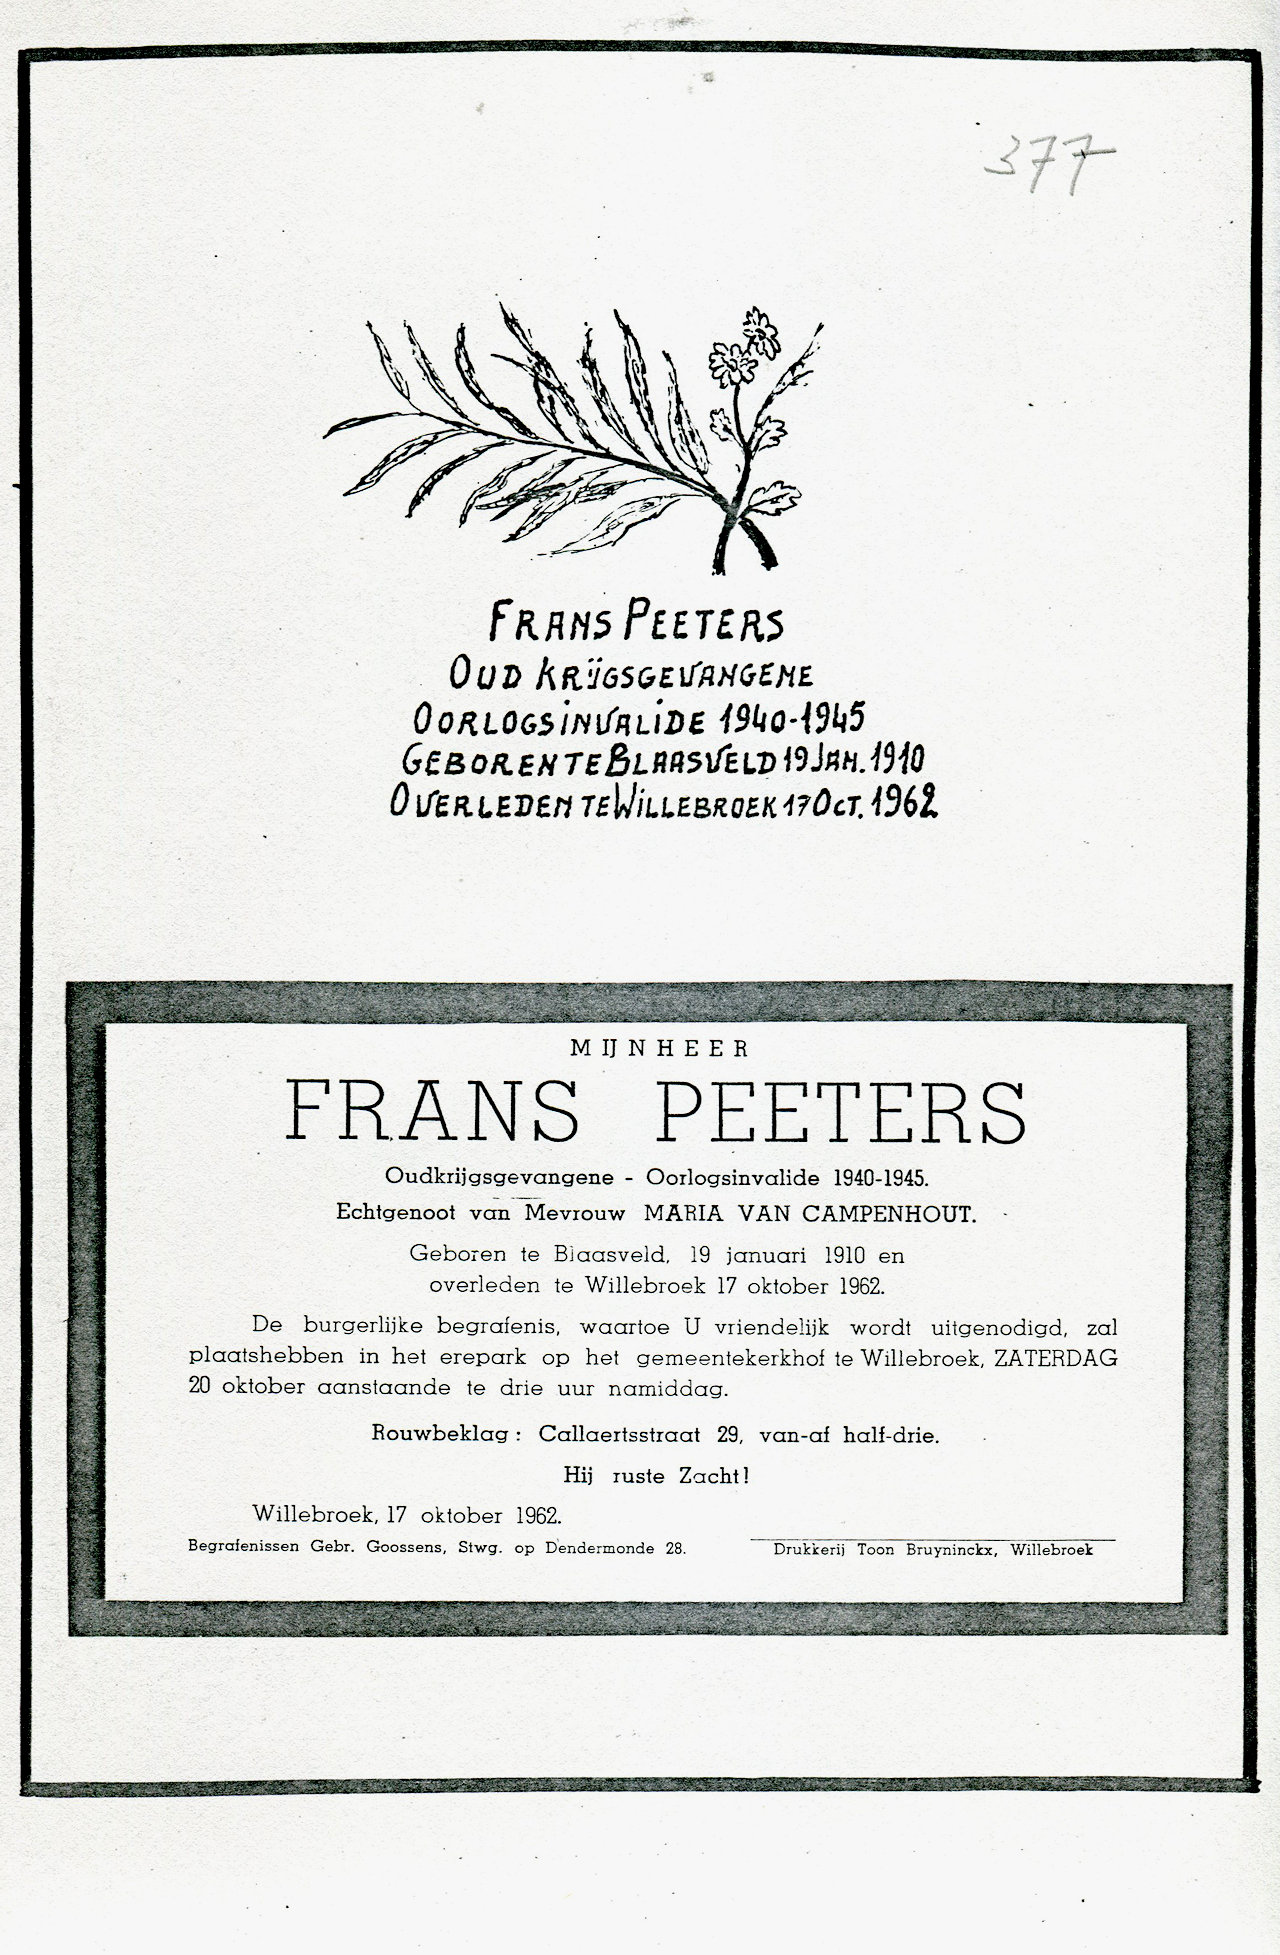 377
FRANS PEETERS
OUD KRIJGSGEVANGENE
OORLOGSINVALIDE 1940-1945
GEBOREN TE BLAASVELD 19 JAN. 1910
OVERLEDEN TE WILLEBROEK 17 OCT. 1962
MIJNHEER
FRANS PEETERS
Oudkrijgsgevangene - Oorlogsinvalide 1940-1945.
Echtgenoot van Mevrouw MARIA VAN CAMPENHOUT.
Geboren te Blaasveld, 19 januari 1910 en
overleden te Willebroek 17 oktober 1962.
De burgerlijke begrafenis, waartoe U vriendelijk wordt uitgenodigd, zal
plaatshebben in het erepark op het gemeentekerkhof te Willebroek, ZATERDAG
20 oktober aanstaande te drie uur namiddag.
Rouwbeklag : Callaertsstraat 29, van-af half-drie.
Hij ruste Zacht!
Willebroek, 17 oktober 1962.
Begrafenissen Gebr. Goossens, Stwg. op Dendermonde 28.
Drukkerij Toon Bruyninckx, Willebroek